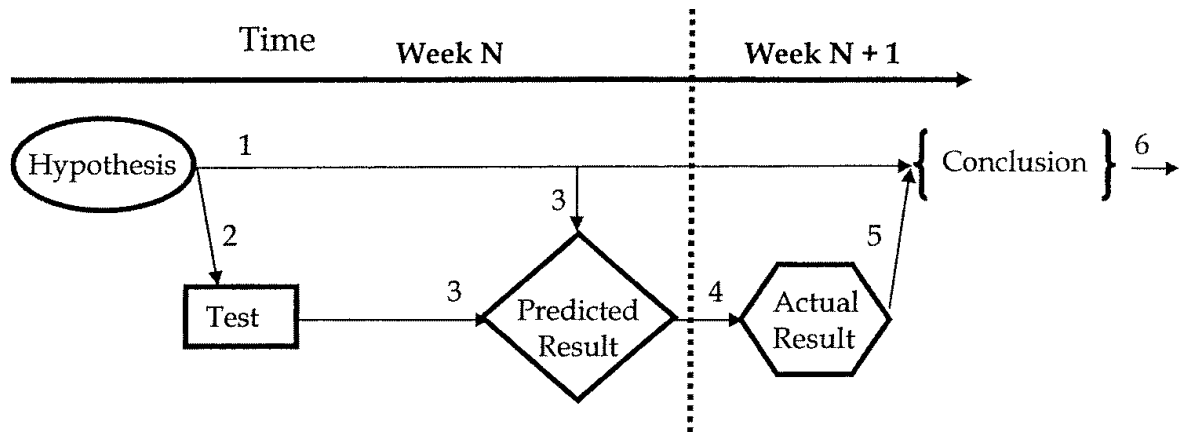 Time
Week N
Week N + 1
Hypothesis
1
{ Conclusion }
6
2
3
5
Test
3
Predicted
Result
4
Actual
Result